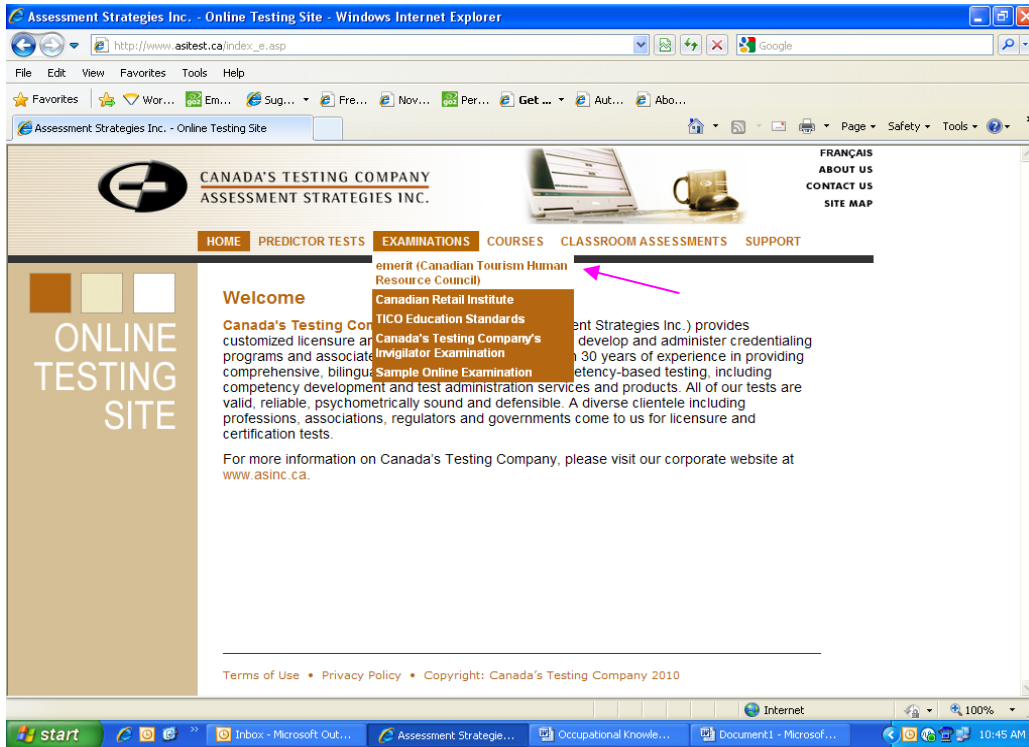 Assessment Strategies Inc. - Online Testing Site - Windows Internet Explorer
http://www.asitest.ca/index_e.asp
Google
File Edit View Favorites Tools Help
Favorites Wor... Em... Sug... Fre... Nov... Per... Get ... Aut... Abo...
Assessment Strategies Inc. - Online Testing Site
Page Safety Tools
FRANÇAIS
ABOUT US
CONTACT US
SITE MAP
CANADA'S TESTING COMPANY
ASSESSMENT STRATEGIES INC.
HOME PREDICTOR TESTS EXAMINATIONS COURSES CLASSROOM ASSESSMENTS SUPPORT
emerit (Canadian Tourism Human
Resource Council)
Canadian Retail Institute
TICO Education Standards
Canada's Testing Company's
Invigilator Examination
Sample Online Examination
ONLINE
TESTING
SITE
Welcome
Canada's Testing Com ent Strategies Inc.) provides
customized licensure an develop and administer credentialing
programs and associate 30 years of experience in providing
comprehensive, bilingua etency-based testing, including
competency development and test administration services and products. All of our tests are
valid, reliable, psychometrically sound and defensible. A diverse clientele including
professions, associations, regulators and governments come to us for licensure and
certification tests.
For more information on Canada's Testing Company, please visit our corporate website at
www.asinc.ca.
Terms of Use • Privacy Policy • Copyright: Canada's Testing Company 2010
Internet 100%
start Inbox - Microsoft Out... Assessment Strategie... Occupational Knowle... Document1 - Microsof... 10:45 AM